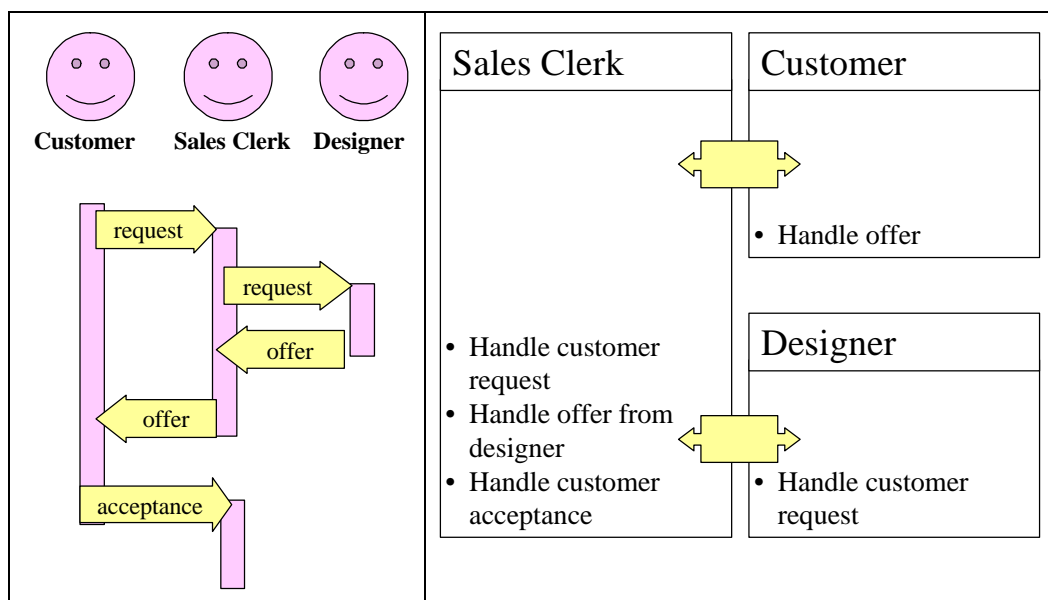 Customer Sales Clerk Designer
request
request
offer
offer
acceptance
Sales Clerk
• Handle customer
request
• Handle offer from
designer
• Handle customer
acceptance
Customer
• Handle offer
Designer
• Handle customer
request